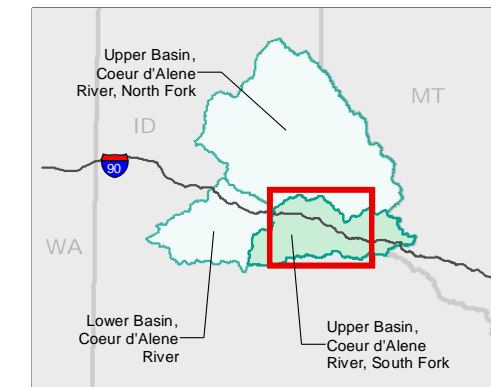 Upper Basin,
Coeur d'Alene
River, North Fork
MT
ID
90
WA
Lower Basin,
Coeur d'Alene
River
Upper Basin,
Coeur d'Alene
River, South Fork